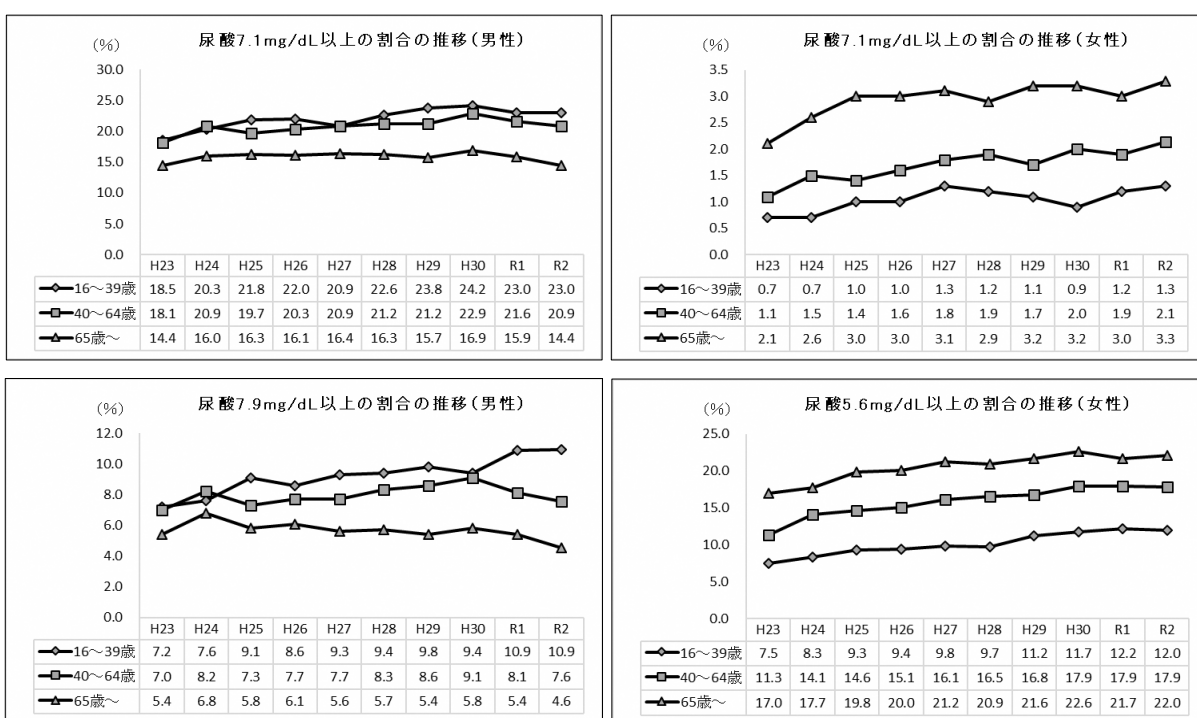 尿酸7.1mg/dL以上の割合の推移(男性)
(%)
30.0
25.0
20.0
15.0
10.0
5.0
0.0
H23 H24 H25 H26 H27 H28 H29 H30 R1 R2
16～39歳 18.5 20.3 21.8 22.0 20.9 22.6 23.8 24.2 23.0 23.0
40～64歳 18.1 20.9 19.7 20.3 20.9 21.2 21.2 22.9 21.6 20.9
65歳～ 14.4 16.0 16.3 16.1 16.4 16.3 15.7 16.9 15.9 14.4
尿酸7.1mg/dL以上の割合の推移(女性)
(%)
3.5
3.0
2.5
2.0
1.5
1.0
0.5
0.0
H23 H24 H25 H26 H27 H28 H29 H30 R1 R2
16～39歳 0.7 0.7 1.0 1.0 1.3 1.2 1.1 0.9 1.2 1.3
40～64歳 1.1 1.5 1.4 1.6 1.8 1.9 1.7 2.0 1.9 2.1
65歳～ 2.1 2.6 3.0 3.0 3.1 2.9 3.2 3.2 3.0 3.3
尿酸7.9mg/dL以上の割合の推移(男性)
(%)
12.0
10.0
8.0
6.0
4.0
2.0
0.0
H23 H24 H25 H26 H27 H28 H29 H30 R1 R2
16～39歳 7.2 7.6 9.1 8.6 9.3 9.4 9.8 9.4 10.9 10.9
40～64歳 7.0 8.2 7.3 7.7 7.7 8.3 8.6 9.1 8.1 7.6
65歳～ 5.4 6.8 5.8 6.1 5.6 5.7 5.4 5.8 5.4 4.6
尿酸5.6mg/dL以上の割合の推移(女性)
(%)
25.0
20.0
15.0
10.0
5.0
0.0
H23 H24 H25 H26 H27 H28 H29 H30 R1 R2
16～39歳 7.5 8.3 9.3 9.4 9.8 9.7 11.2 11.7 12.2 12.0
40～64歳 11.3 14.1 14.6 15.1 16.1 16.5 16.8 17.9 17.9 17.9
65歳～ 17.0 17.7 19.8 20.0 21.2 20.9 21.6 22.6 21.7 22.0